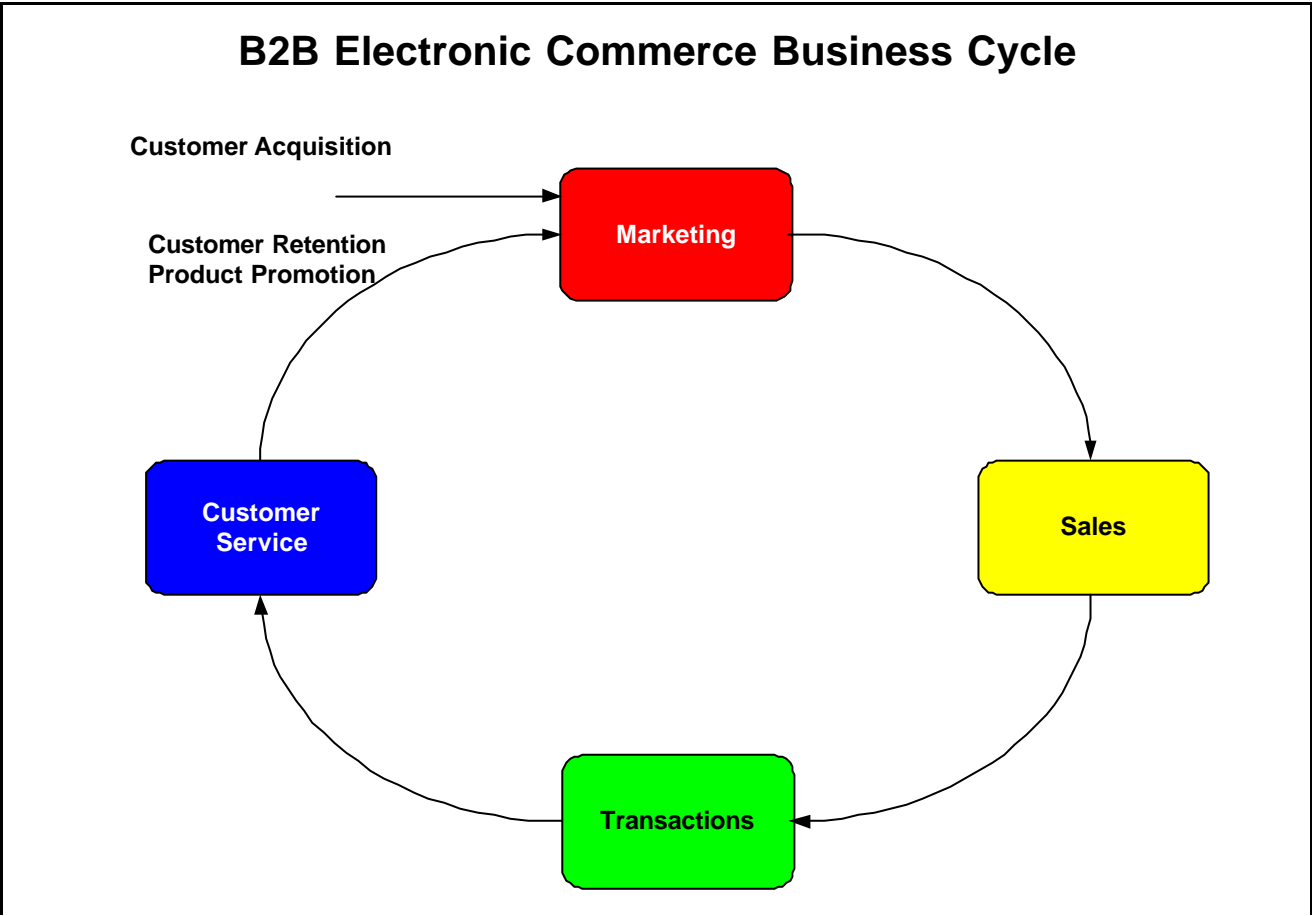 B2B Electronic Commerce Business Cycle
Customer Acquisition
Marketing
Customer Retention
Product Promotion
Customer
Service
Sales
Transactions